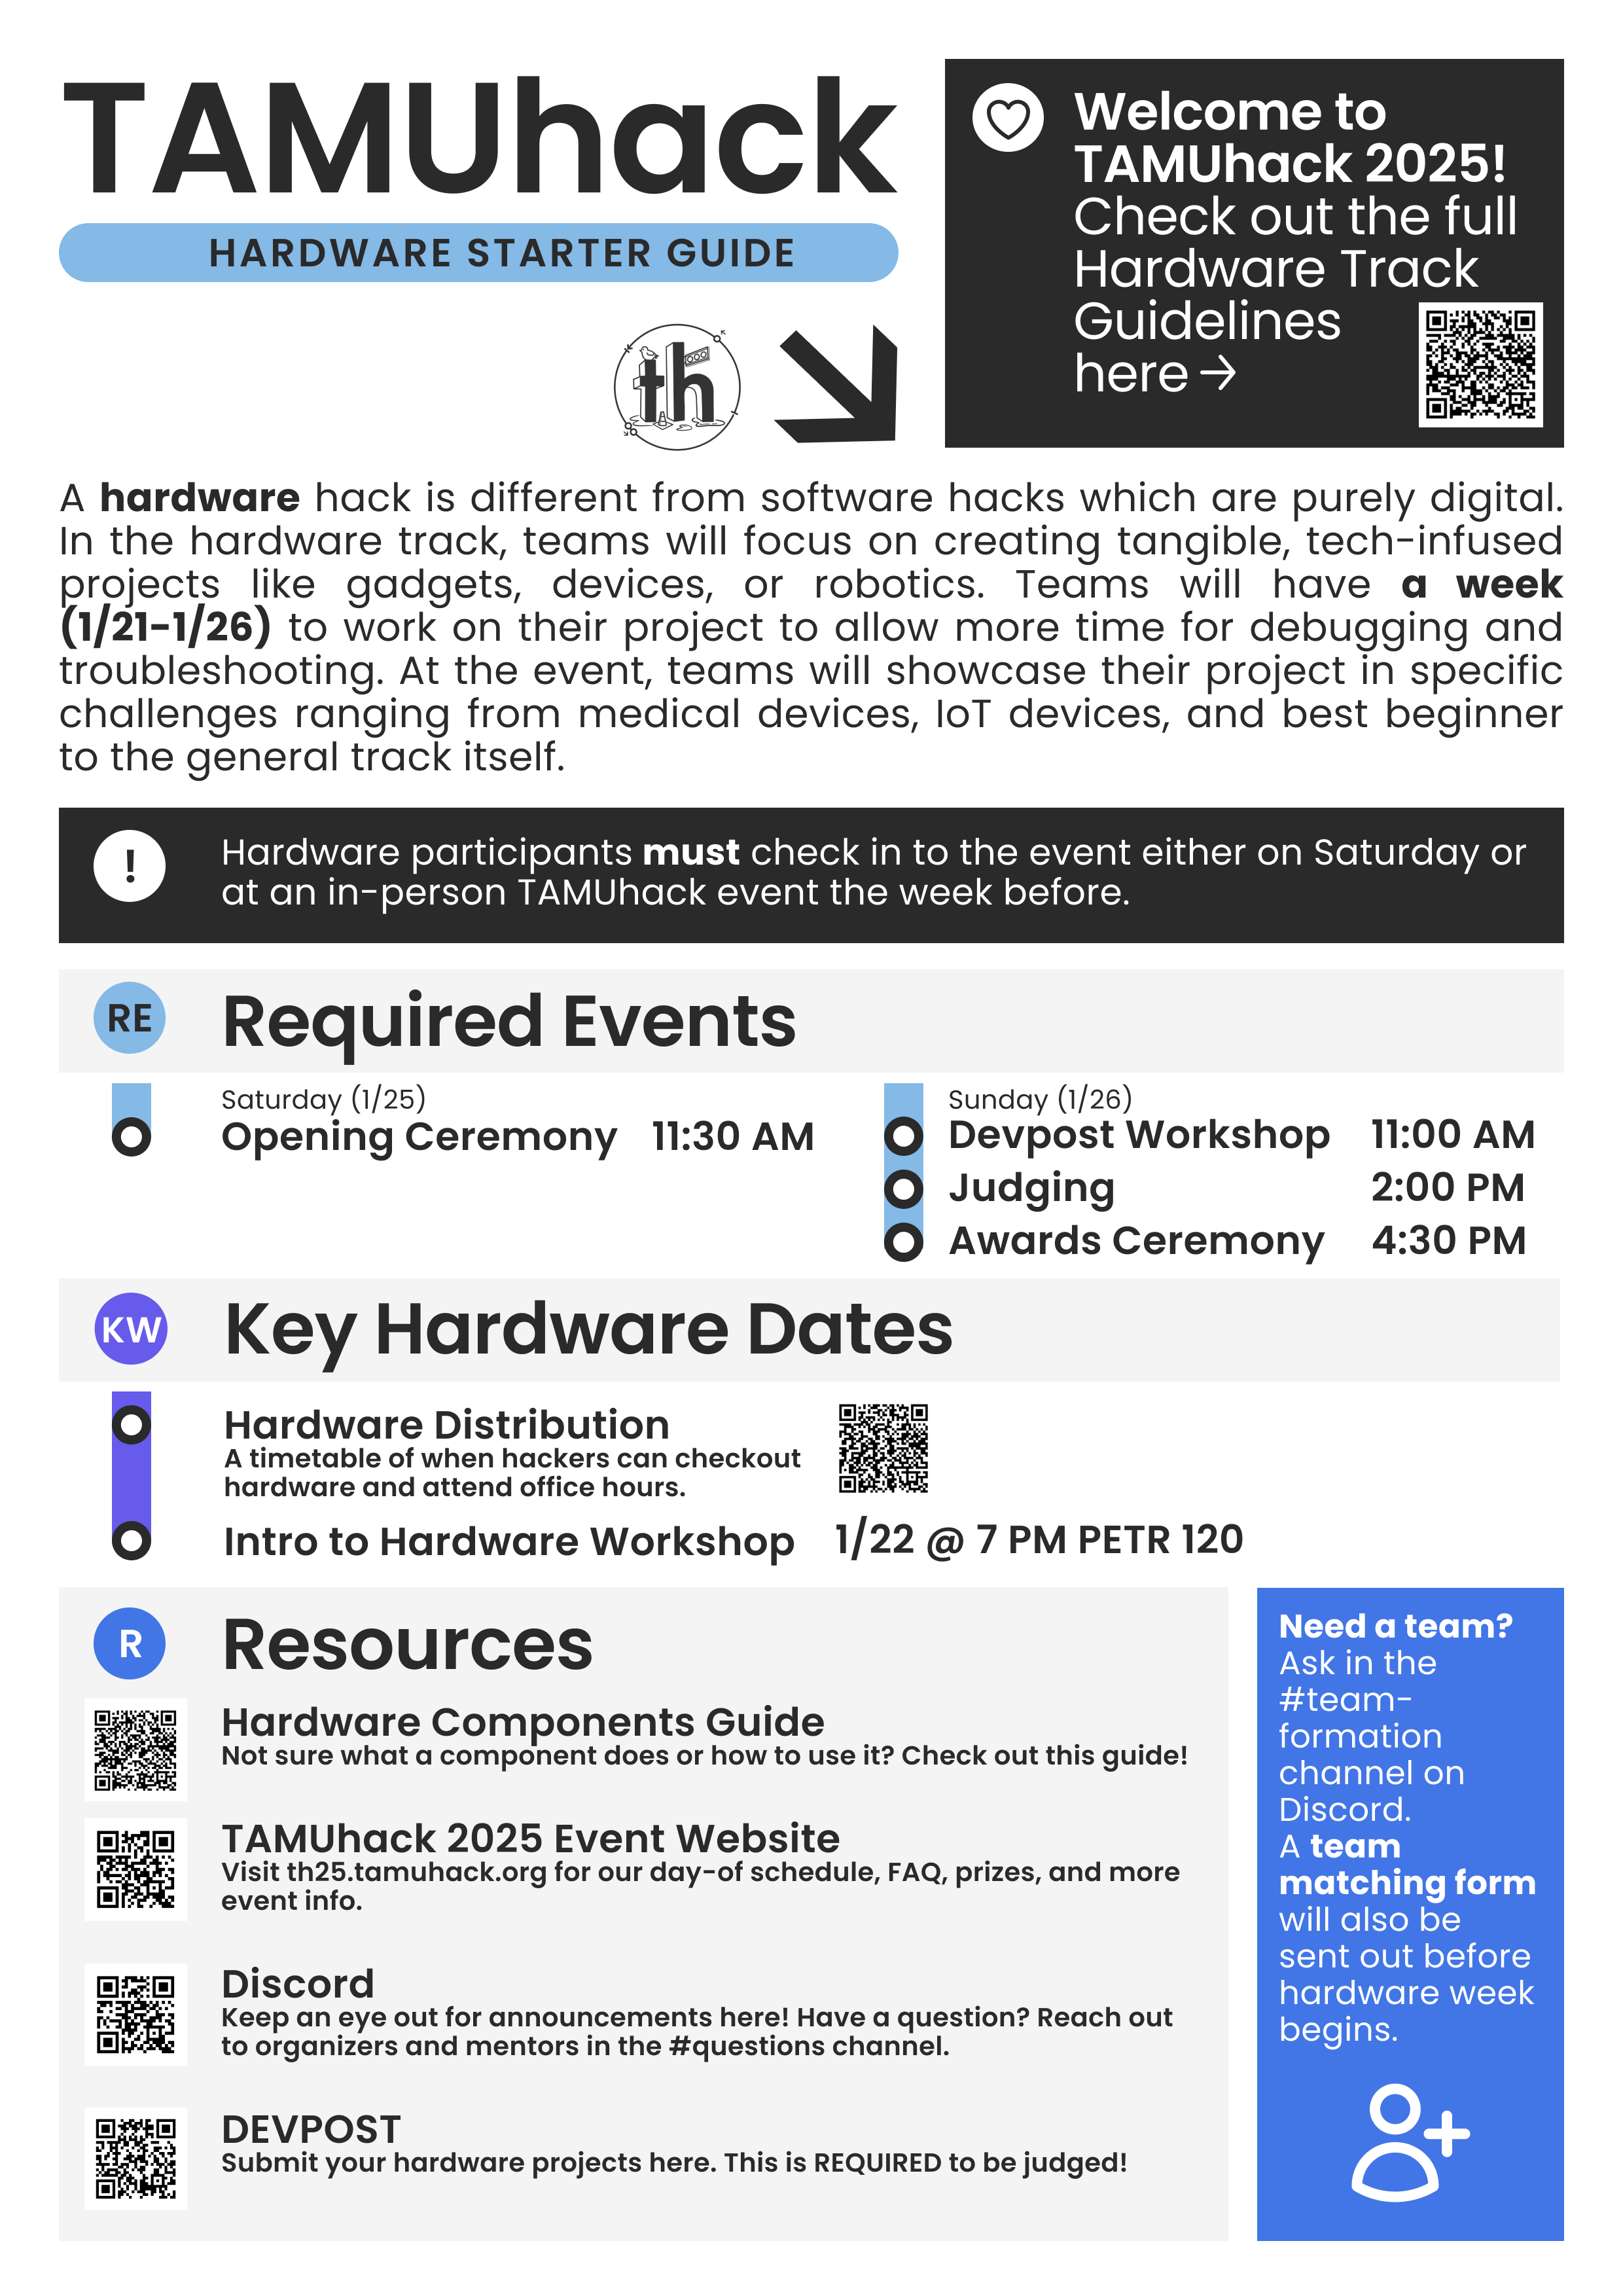 TAMUhack
HARDWARE STARTER GUIDE
th
Welcome to
TAMUhack 2025!
Check out the full
Hardware Track
Guidelines
here →
A hardware hack is different from software hacks which are purely digital.
In the hardware track, teams will focus on creating tangible, tech-infused
projects like gadgets, devices, or robotics. Teams will have a week
(1/21-1/26) to work on their project to allow more time for debugging and
troubleshooting. At the event, teams will showcase their project in specific
challenges ranging from medical devices, IoT devices, and best beginner
to the general track itself.
!
Hardware participants must check in to the event either on Saturday or
at an in-person TAMUhack event the week before.
RE
Required Events
Saturday (1/25)
Opening Ceremony 11:30 AM
Sunday (1/26)
Devpost Workshop 11:00 AM
Judging 2:00 PM
Awards Ceremony 4:30 PM
KW
Key Hardware Dates
Hardware Distribution
A timetable of when hackers can checkout
hardware and attend office hours.
Intro to Hardware Workshop 1/22 @ 7 PM PETR 120
R
Resources
Hardware Components Guide
Not sure what a component does or how to use it? Check out this guide!
TAMUhack 2025 Event Website
Visit th25.tamuhack.org for our day-of schedule, FAQ, prizes, and more
event info.
Discord
Keep an eye out for announcements here! Have a question? Reach out
to organizers and mentors in the #questions channel.
DEVPOST
Submit your hardware projects here. This is REQUIRED to be judged!
Need a team?
Ask in the
#team-
formation
channel on
Discord.
A team
matching form
will also be
sent out before
hardware week
begins.